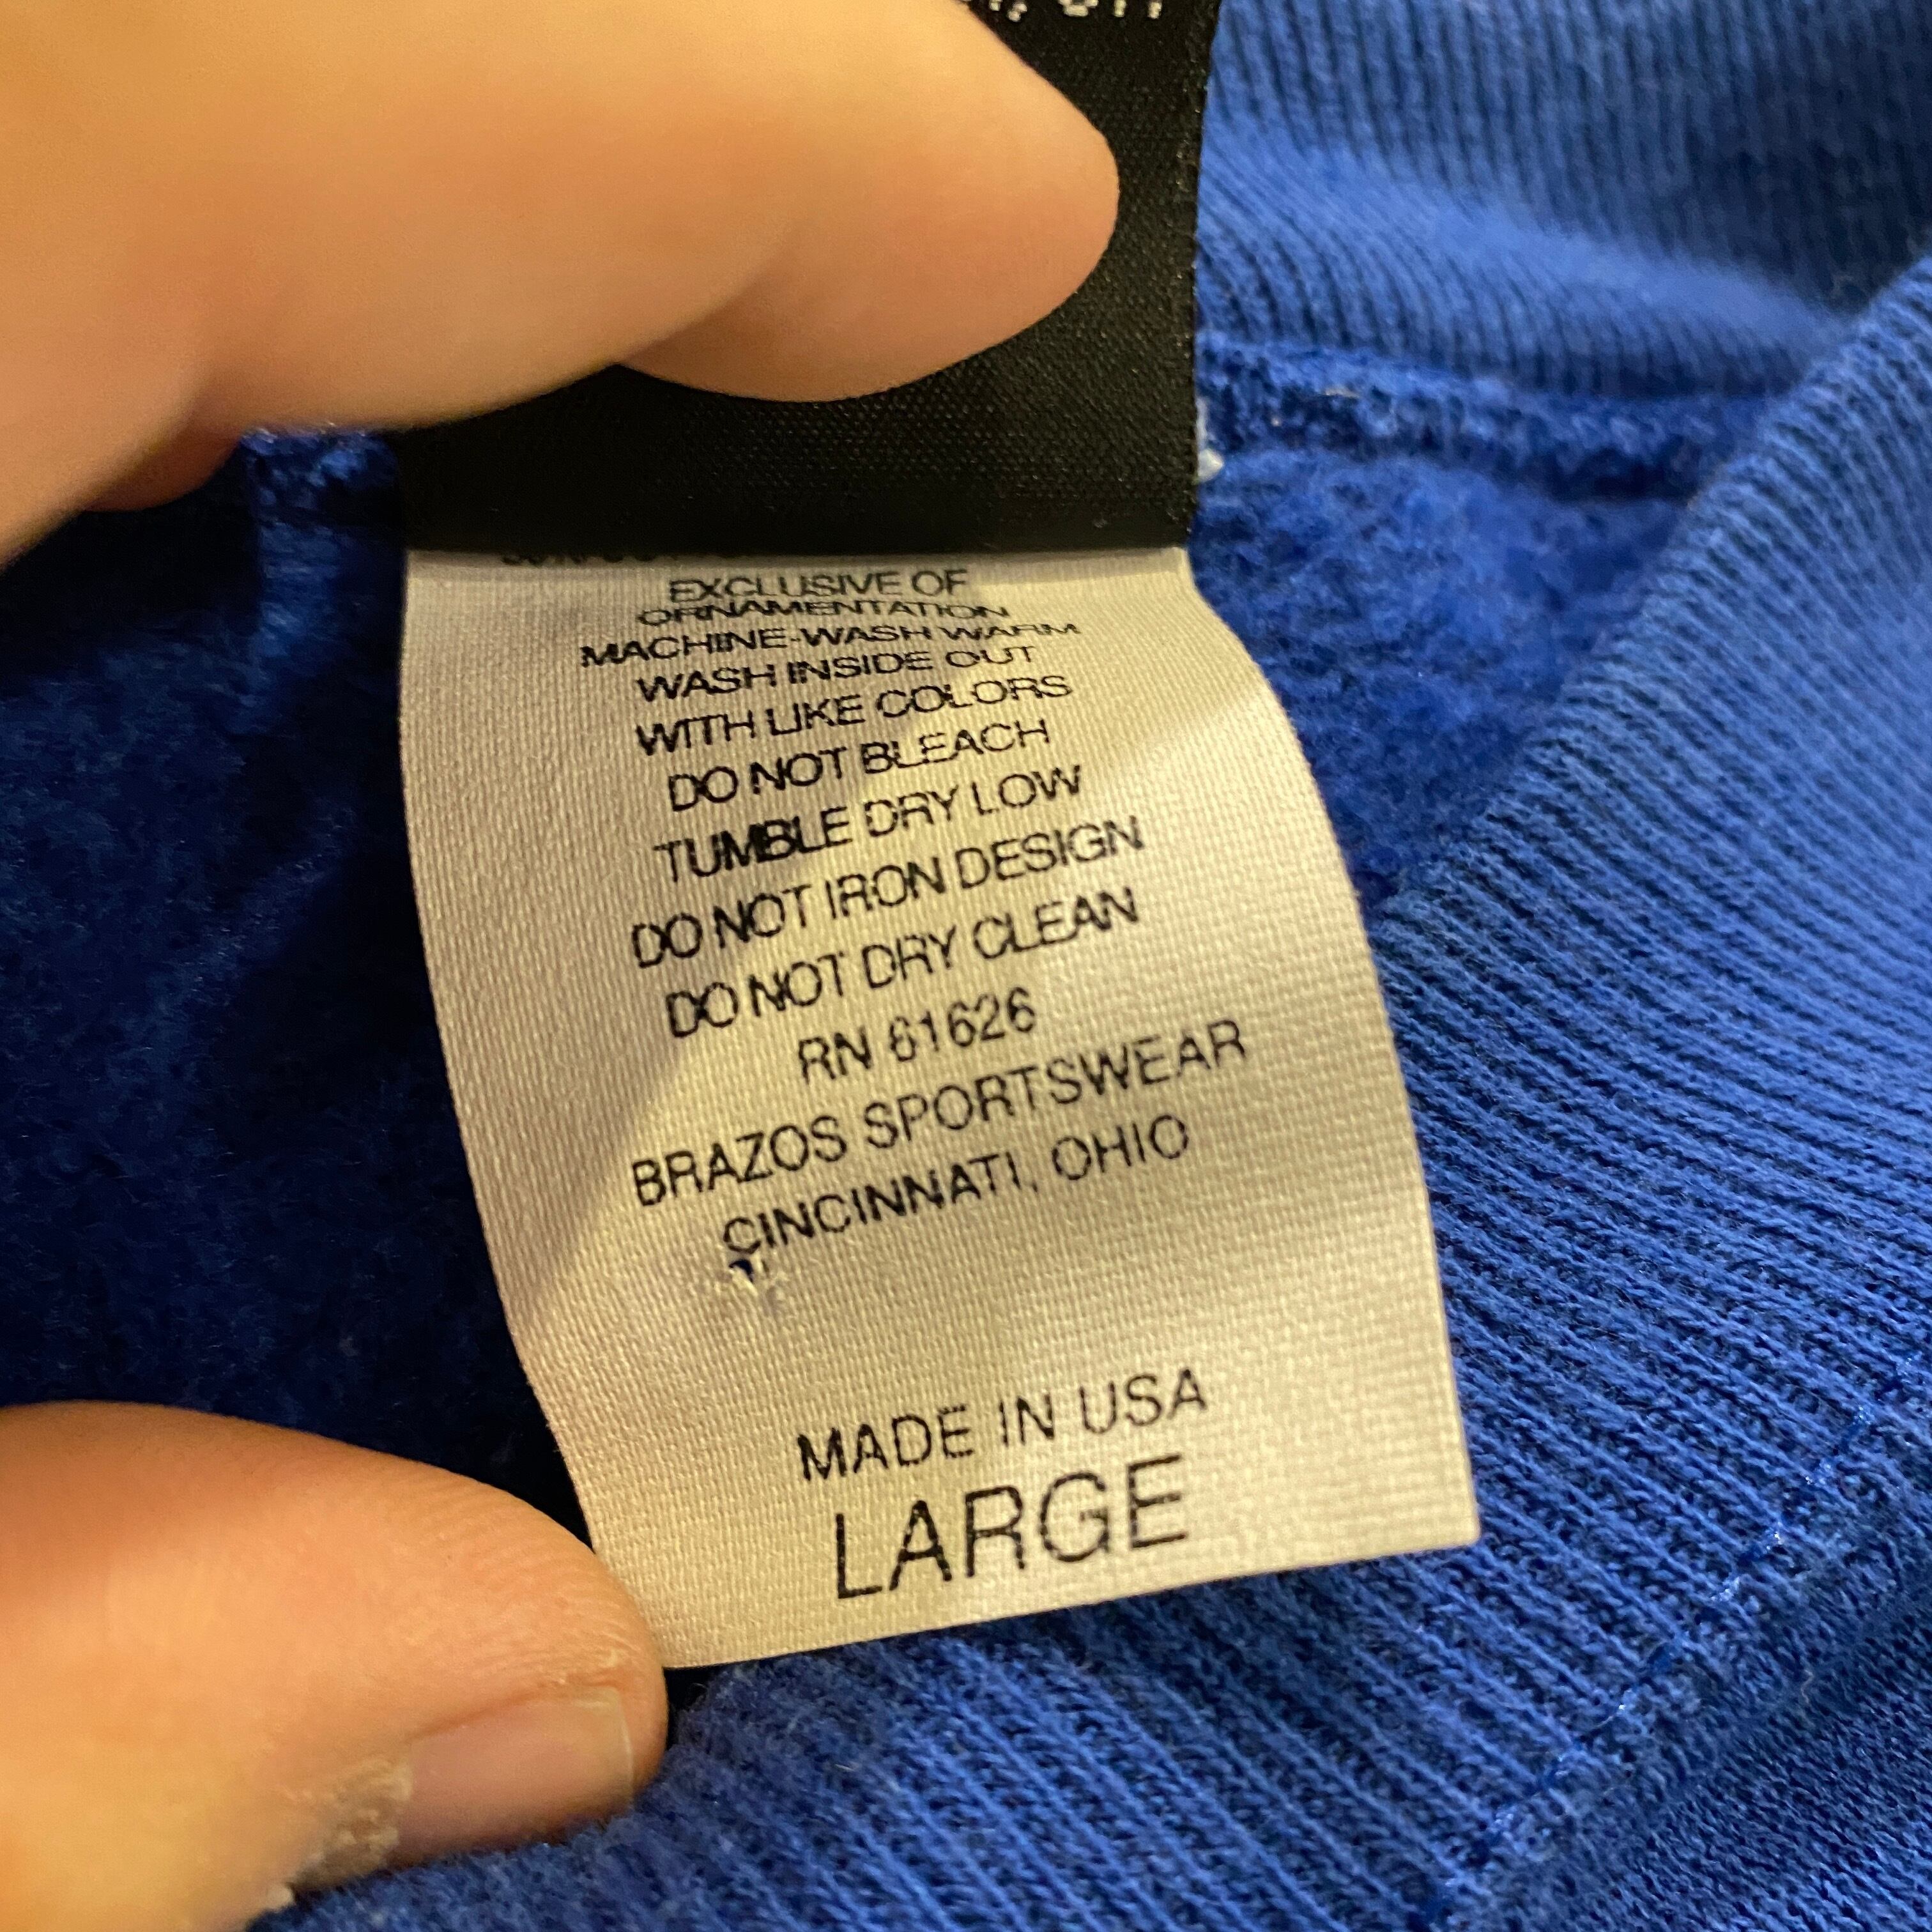 EXCLUSIVE OF
ORNAMENTATION
MACHINE-WASH WARM
WASH INSIDE OUT
WITH LIKE COLORS
DO NOT BLEACH
TUMBLE DRY LOW
DO NOT IRON DESIGN
DO NOT DRY CLEAN
RN 61626
BRAZOS SPORTSWEAR
CINCINNATI, OHIO
MADE IN USA
LARGE